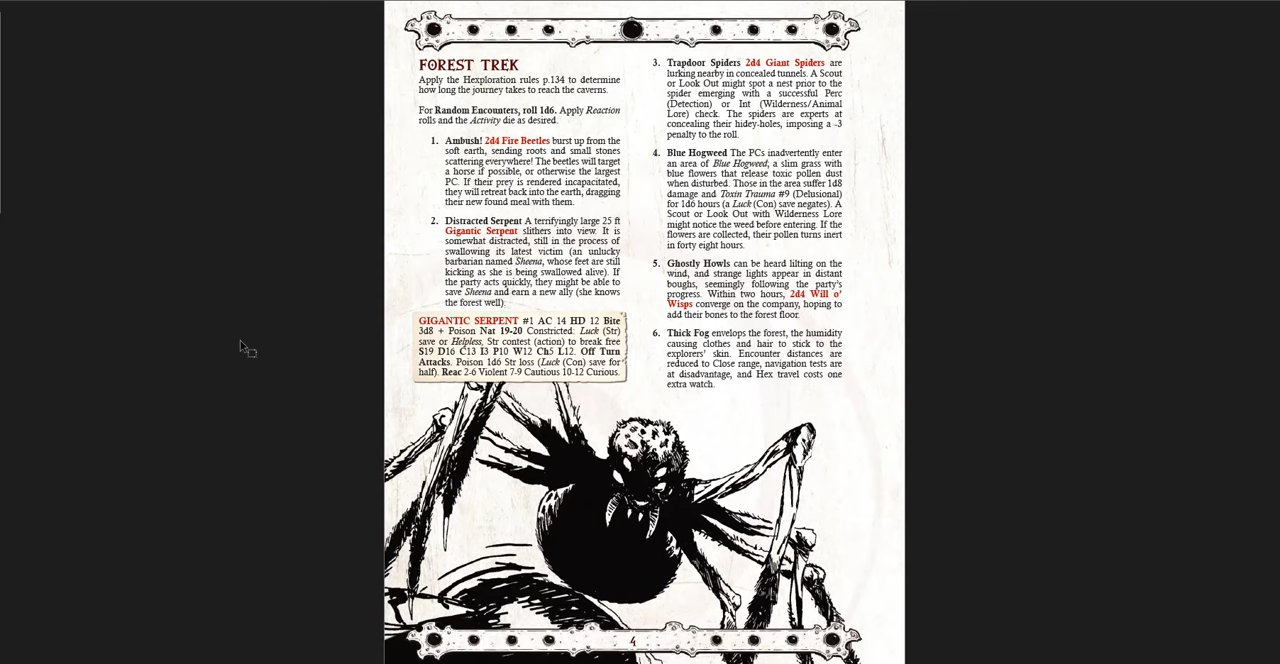 FOREST TREK
Apply the Hexploration rules p.134 to determine
how long the journey takes to reach the caverns.
For Random Encounters, roll 1d6. Apply Reaction
rolls and the Activity die as desired.
1. Ambush! 2d4 Fire Beetles burst up from the
soft earth, sending roots and small stones
scattering everywhere! The beetles will target
a horse if possible, or otherwise the largest
PC. If their prey is rendered incapacitated,
they will retreat back into the earth, dragging
their new found meal with them.
2. Distracted Serpent A terrifyingly large 25 ft
Gigantic Serpent slithers into view. It is
somewhat distracted, still in the process of
swallowing its latest victim (an unlucky
barbarian named Sheena, whose feet are still
kicking as she is being swallowed alive). If
the party acts quickly, they might be able to
save Sheena and earn a new ally (she knows
the forest well).
GIGANTIC SERPENT #1 AC 14 HD 12 Bite
3d8 + Poison Nat 19-20 Constricted: Luck (Str)
save or Helpless, Str contest (action) to break free
S19 D16 C13 I3 P10 W12 Ch5 L12. Off Turn
Attacks. Poison 1d6 Str loss (Luck (Con) save for
half). Reac 2-6 Violent 7-9 Cautious 10-12 Curious.
3. Trapdoor Spiders 2d4 Giant Spiders are
lurking nearby in concealed tunnels. A Scout
or Look Out might spot a nest prior to the
spider emerging with a successful Perc
(Detection) or Int (Wilderness/Animal
Lore) check. The spiders are experts at
concealing their hidey-holes, imposing a -3
penalty to the roll.
4. Blue Hogweed The PCs inadvertently enter
an area of Blue Hogweed, a slim grass with
blue flowers that release toxic pollen dust
when disturbed. Those in the area suffer 1d8
damage and Toxin Trauma #9 (Delusional)
for 1d6 hours (a Luck (Con) save negates). A
Scout or Look Out with Wilderness Lore
might notice the weed before entering. If the
flowers are collected, their pollen turns inert
in forty eight hours.
5. Ghostly Howls can be heard lilting on the
wind, and strange lights appear in distant
boughs, seemingly following the party's
progress. Within two hours, 2d4 Will o'
Wisps converge on the company, hoping to
add their bones to the forest floor.
6. Thick Fog envelops the forest, the humidity
causing clothes and hair to stick to the
explorers' skin. Encounter distances are
reduced to Close range, navigation tests are
at disadvantage, and Hex travel costs one
extra watch.
4